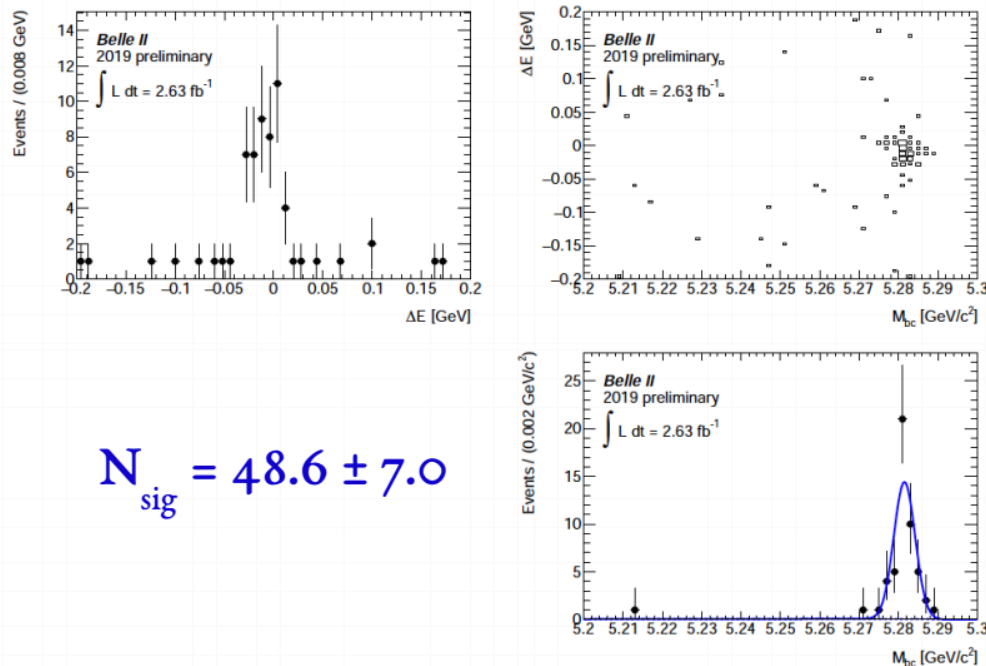 Events / (0.008 GeV)
14
12
10
8
6
4
2
0
Belle II
2019 preliminary
∫ L dt = 2.63 fb⁻¹
−0.2 −0.15 −0.1 −0.05 0 0.05 0.1 0.15 0.2
ΔE [GeV]
ΔE [GeV]
0.2
0.15
0.1
0.05
0
−0.05
−0.1
−0.15
−0.2
Belle II
2019 preliminary
∫ L dt = 2.63 fb⁻¹
5.2 5.21 5.22 5.23 5.24 5.25 5.26 5.27 5.28 5.29 5.3
M_bc [GeV/c²]
N_sig = 48.6 ± 7.0
Events / (0.002 GeV/c²)
25
20
15
10
5
0
Belle II
2019 preliminary
∫ L dt = 2.63 fb⁻¹
5.2 5.21 5.22 5.23 5.24 5.25 5.26 5.27 5.28 5.29 5.3
M_bc [GeV/c²]